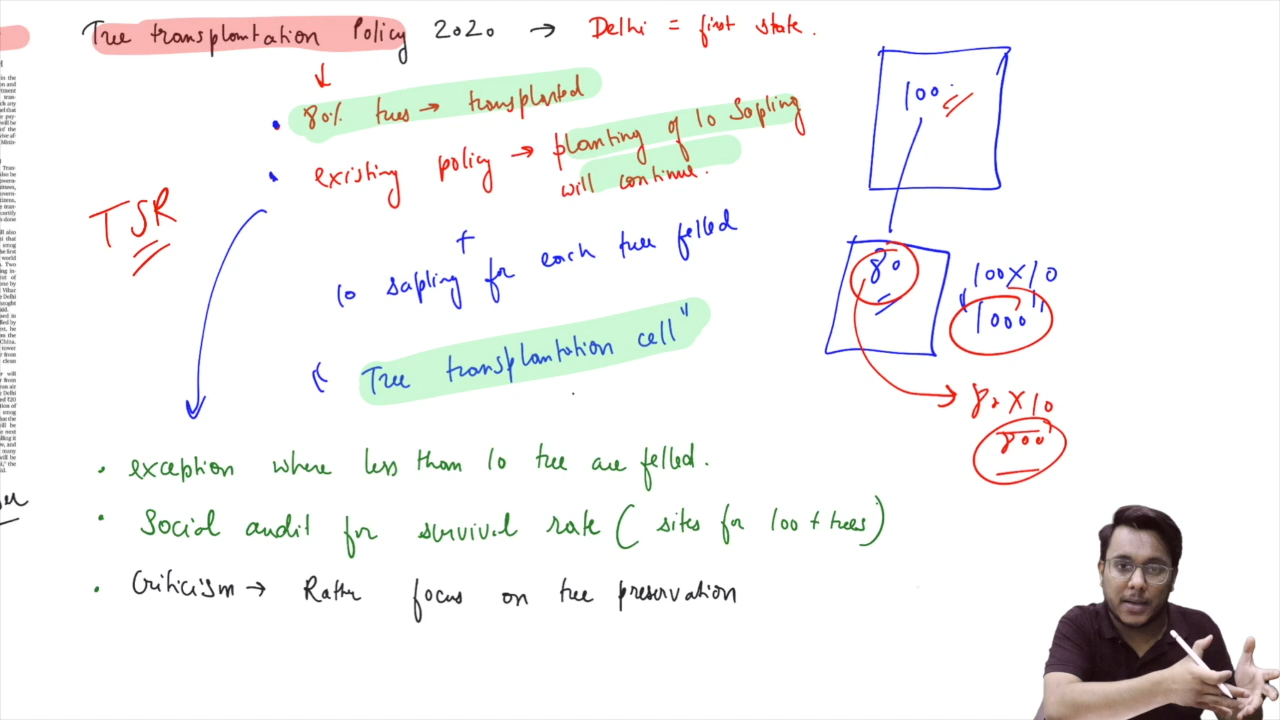 Tree transplantation Policy 2020 → Delhi = first state.
80% trees → transplanted
existing policy → planting of 10 Sapling
will continue.
TSR
+
10 sapling for each tree felled
" Tree transplantation cell"
exception where less than 10 tree are felled.
Social audit for survival rate ( sites for 100 + trees)
Criticism → Rather focus on tree preservation
100
80
100 X 10
1000
80 X 10
800